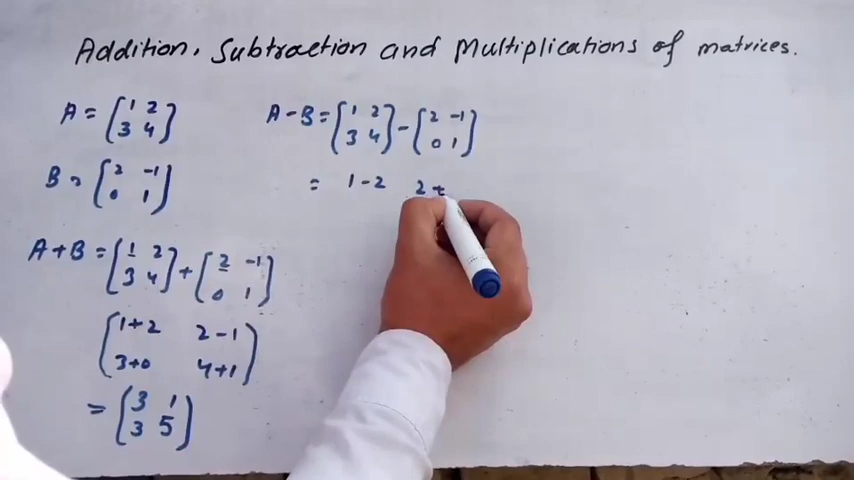 Addition, Subtraction and Multiplications of matrices.
A = [1 2
3 4]
B = [2 -1
0 1]
A+B = [1 2
3 4] + [2 -1
0 1]
[1+2 2-1
3+0 4+1]
= [3 1
3 5]
A-B = [1 2
3 4] - [2 -1
0 1]
= 1-2 2+